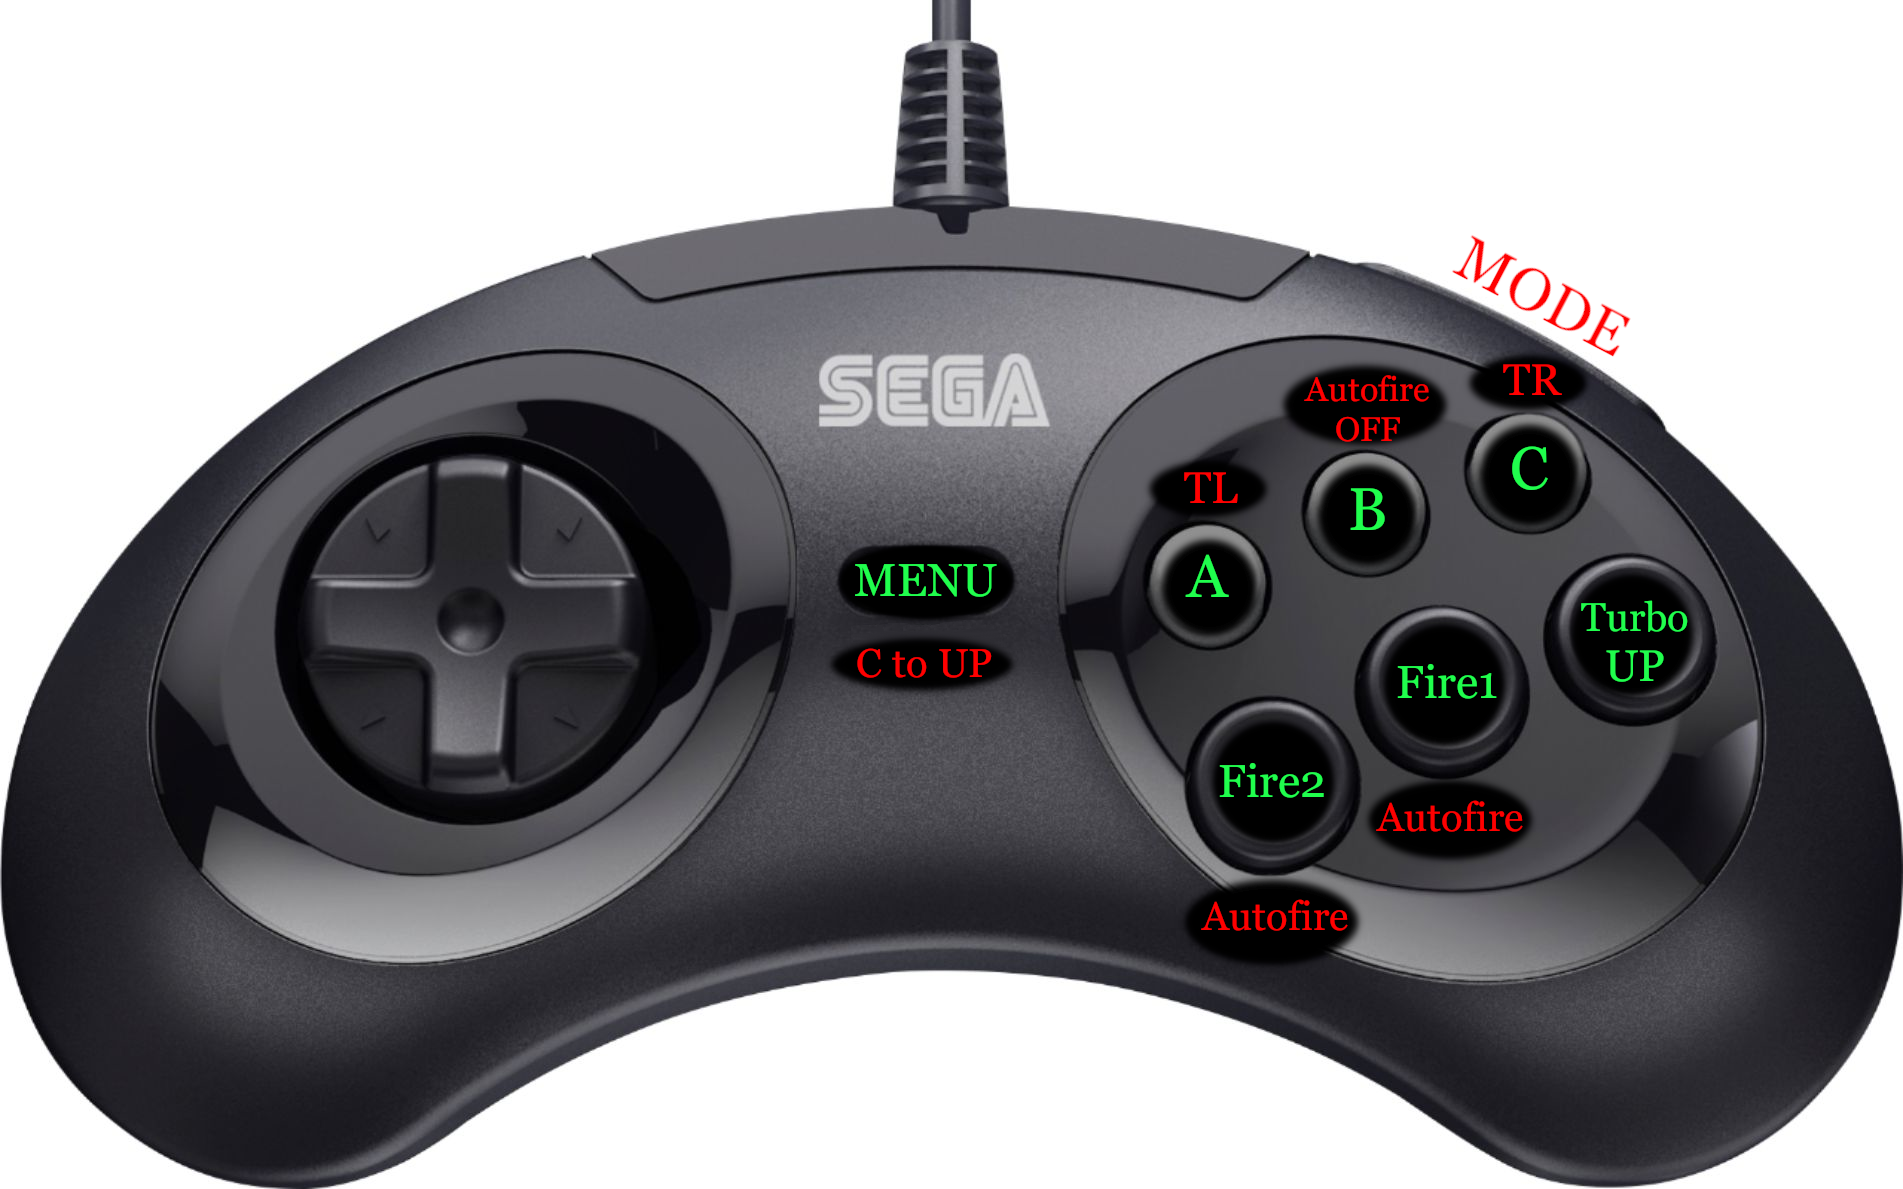 MODE
SEGA
Autofire
OFF
TR
TL
A
B
C
MENU
C to UP
Turbo
UP
Fire1
Fire2
Autofire
Autofire